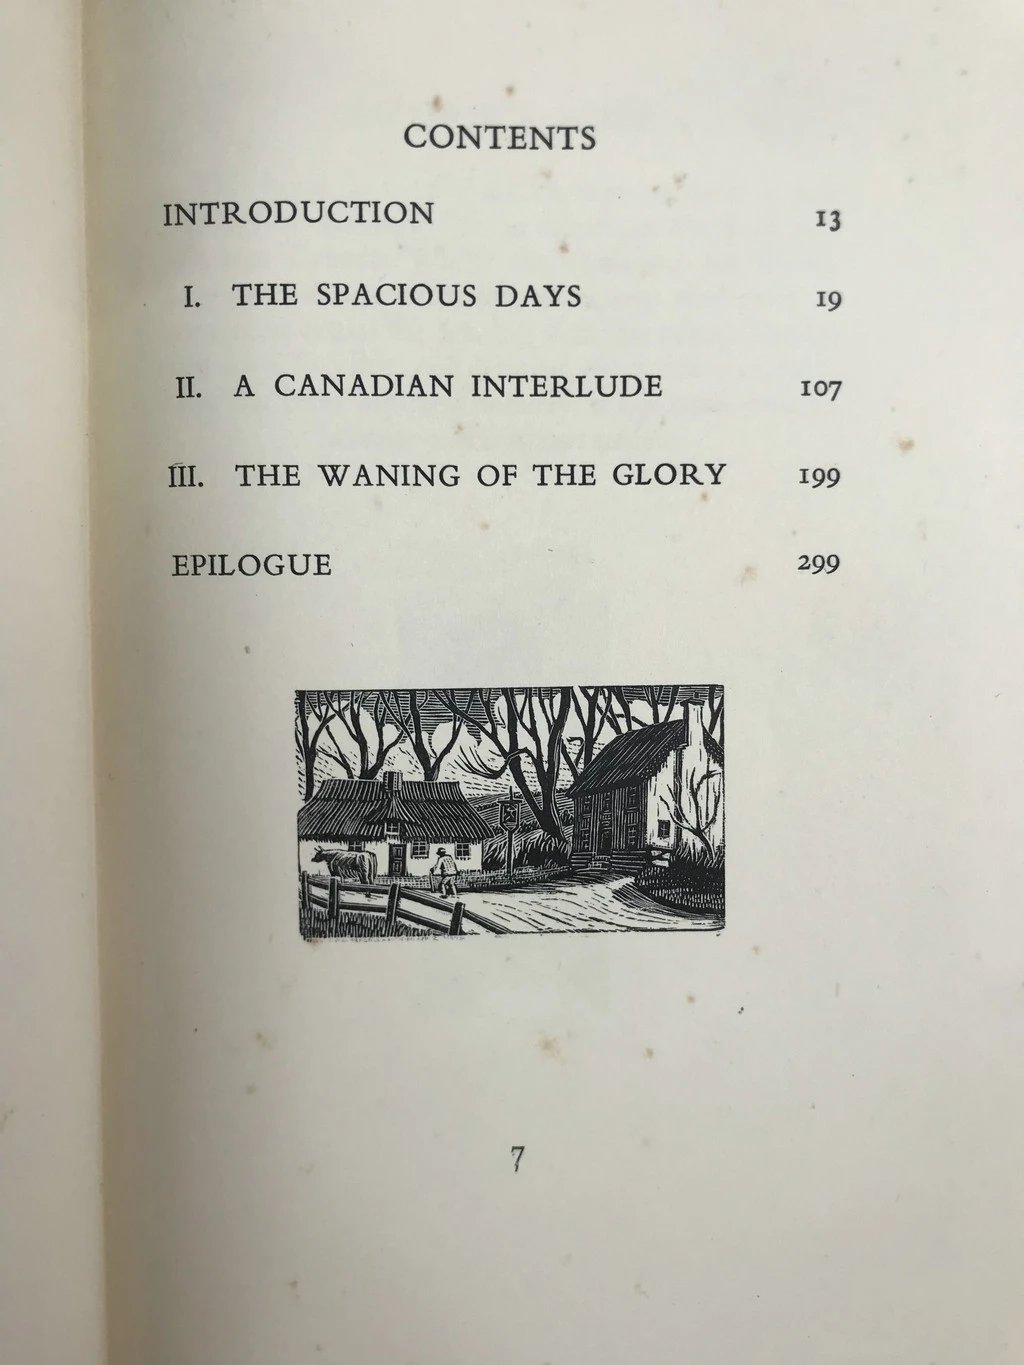 CONTENTS
INTRODUCTION 13
I. THE SPACIOUS DAYS 19
II. A CANADIAN INTERLUDE 107
III. THE WANING OF THE GLORY 199
EPILOGUE 299
7